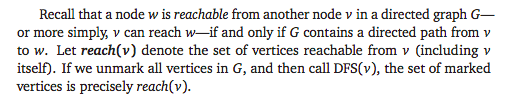 Recall that a node w is reachable from another node v in a directed graph G—
or more simply, v can reach w—if and only if G contains a directed path from v
to w. Let reach(v) denote the set of vertices reachable from v (including v
itself). If we unmark all vertices in G, and then call DFS(v), the set of marked
vertices is precisely reach(v).